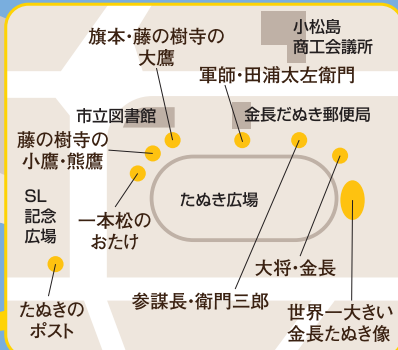 旗本・藤の樹寺の
大鷹
小松島
商工会議所
軍師・田浦太左衛門
市立図書館
金長だぬき郵便局
藤の樹寺の
小鷹・熊鷹
SL
記念
広場
たぬき広場
一本松の
おたけ
大将・金長
参謀長・衛門三郎
たぬきの
ポスト
世界一大きい
金長たぬき像